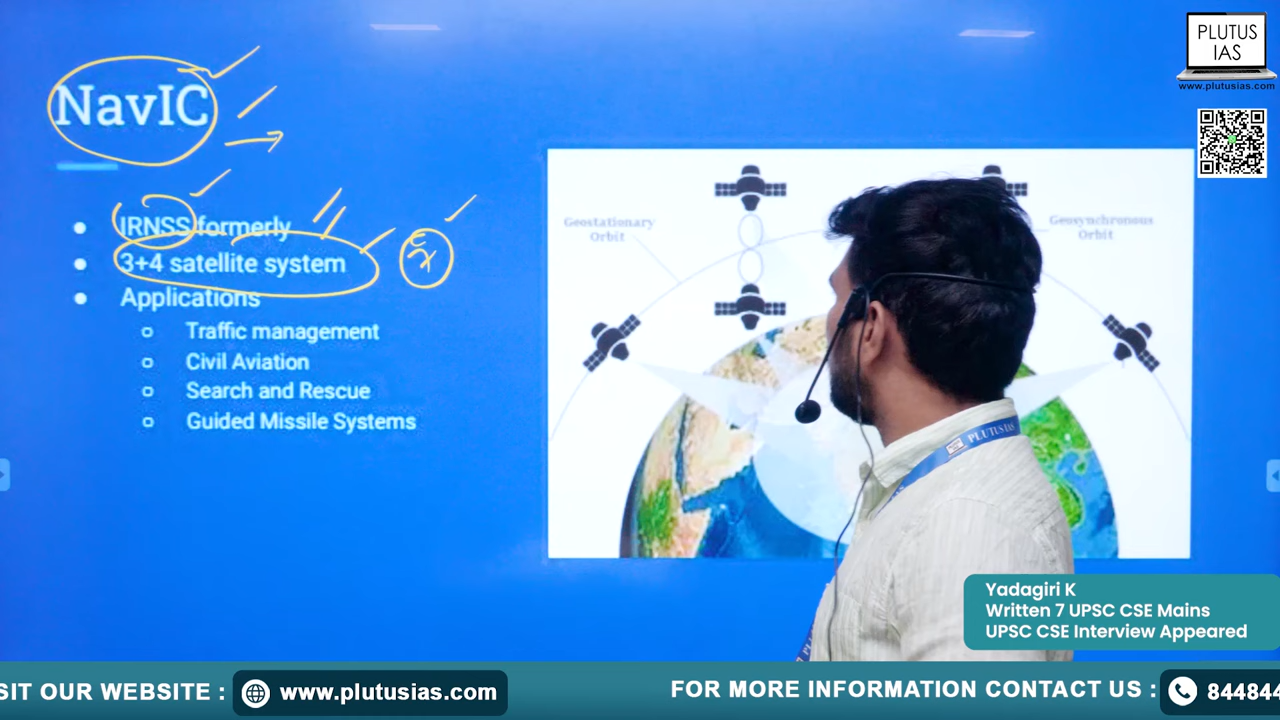 PLUTUS
IAS
www.plutusias.com
NavIC
IRNSS formerly
3+4 satellite system
Applications
Traffic management
Civil Aviation
Search and Rescue
Guided Missile Systems
Geostationary
Orbit
Geosynchronous
Orbit
PLUTUS IAS
Yadagiri K
Written 7 UPSC CSE Mains
UPSC CSE Interview Appeared
SIT OUR WEBSITE : www.plutusias.com
FOR MORE INFORMATION CONTACT US : 844844